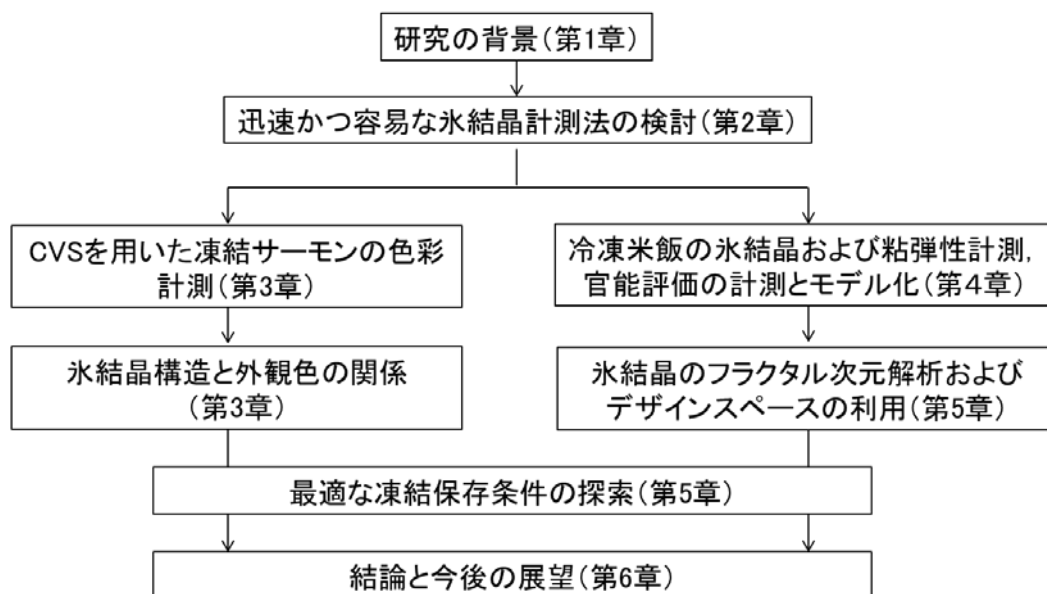 研究の背景(第1章)
迅速かつ容易な氷結晶計測法の検討(第2章)
CVSを用いた凍結サーモンの色彩
計測(第3章)
冷凍米飯の氷結晶および粘弾性計測,
官能評価の計測とモデル化(第4章)
氷結晶構造と外観色の関係
(第3章)
氷結晶のフラクタル次元解析および
デザインスペースの利用(第5章)
最適な凍結保存条件の探索(第5章)
結論と今後の展望(第6章)